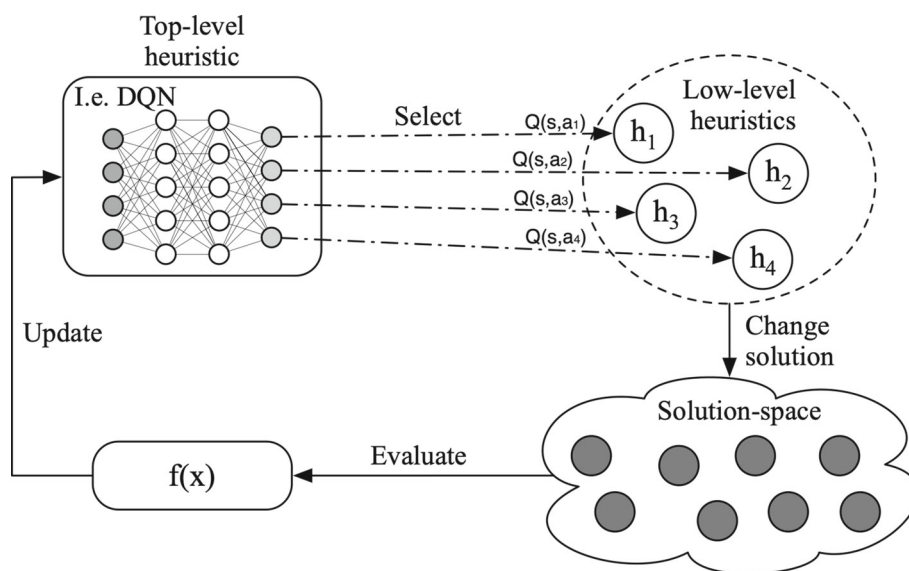 Top-level
heuristic
I.e. DQN
Select
Q(s,a1)
Q(s,a2)
Q(s,a3)
Q(s,a4)
Low-level
heuristics
h1
h2
h3
h4
Update
Change
solution
Solution-space
Evaluate
f(x)